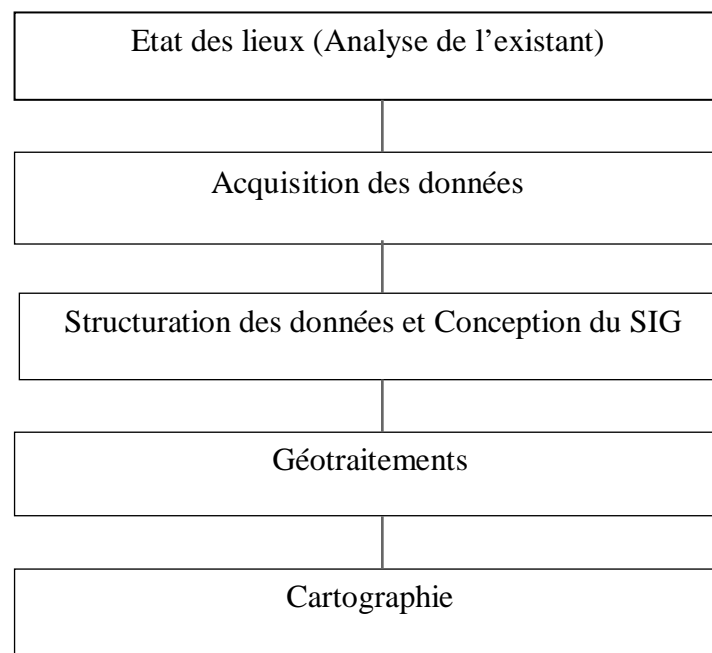 Etat des lieux (Analyse de l’existant)
Acquisition des données
Structuration des données et Conception du SIG
Géotraitements
Cartographie